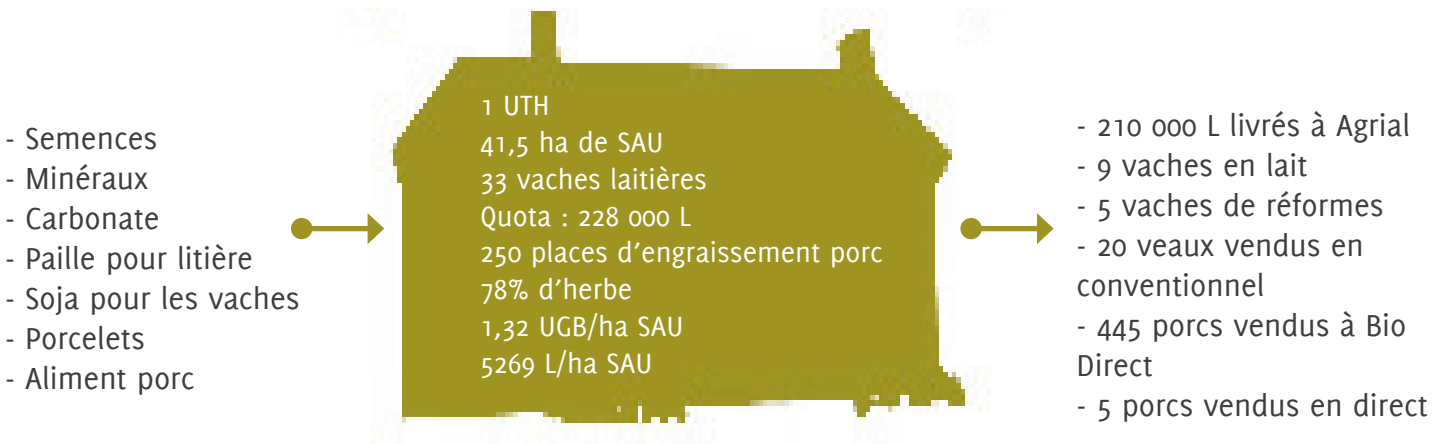 - Semences
- Minéraux
- Carbonate
- Paille pour litière
- Soja pour les vaches
- Porcelets
- Aliment porc
1 UTH
41,5 ha de SAU
33 vaches laitières
Quota : 228 000 L
250 places d'engraissement porc
78% d'herbe
1,32 UGB/ha SAU
5269 L/ha SAU
- 210 000 L livrés à Agrial
- 9 vaches en lait
- 5 vaches de réformes
- 20 veaux vendus en
conventionnel
- 445 porcs vendus à Bio
Direct
- 5 porcs vendus en direct